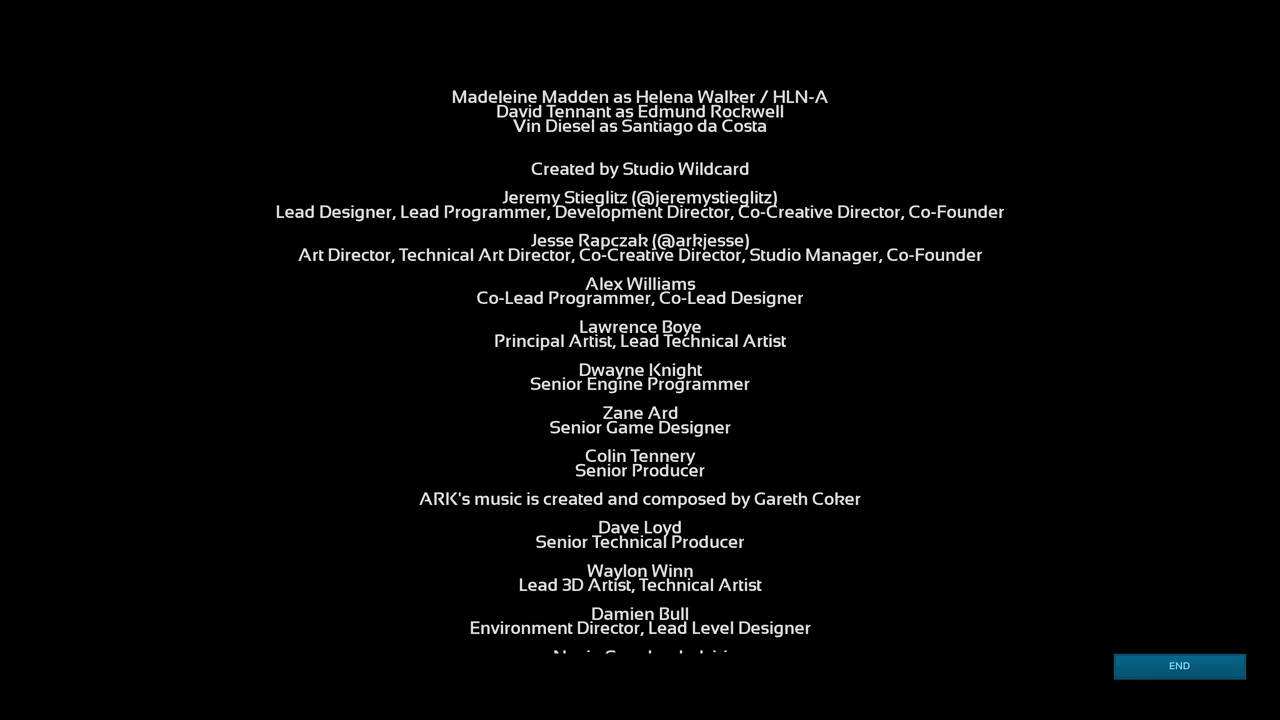 Madeleine Madden as Helena Walker / HLN-A
David Tennant as Edmund Rockwell
Vin Diesel as Santiago da Costa
Created by Studio Wildcard
Jeremy Stieglitz (@jeremystieglitz)
Lead Designer, Lead Programmer, Development Director, Co-Creative Director, Co-Founder
Jesse Rapczak (@arkjesse)
Art Director, Technical Art Director, Co-Creative Director, Studio Manager, Co-Founder
Alex Williams
Co-Lead Programmer, Co-Lead Designer
Lawrence Boye
Principal Artist, Lead Technical Artist
Dwayne Knight
Senior Engine Programmer
Zane Ard
Senior Game Designer
Colin Tennery
Senior Producer
ARK's music is created and composed by Gareth Coker
Dave Loyd
Senior Technical Producer
Waylon Winn
Lead 3D Artist, Technical Artist
Damien Bull
Environment Director, Lead Level Designer
END